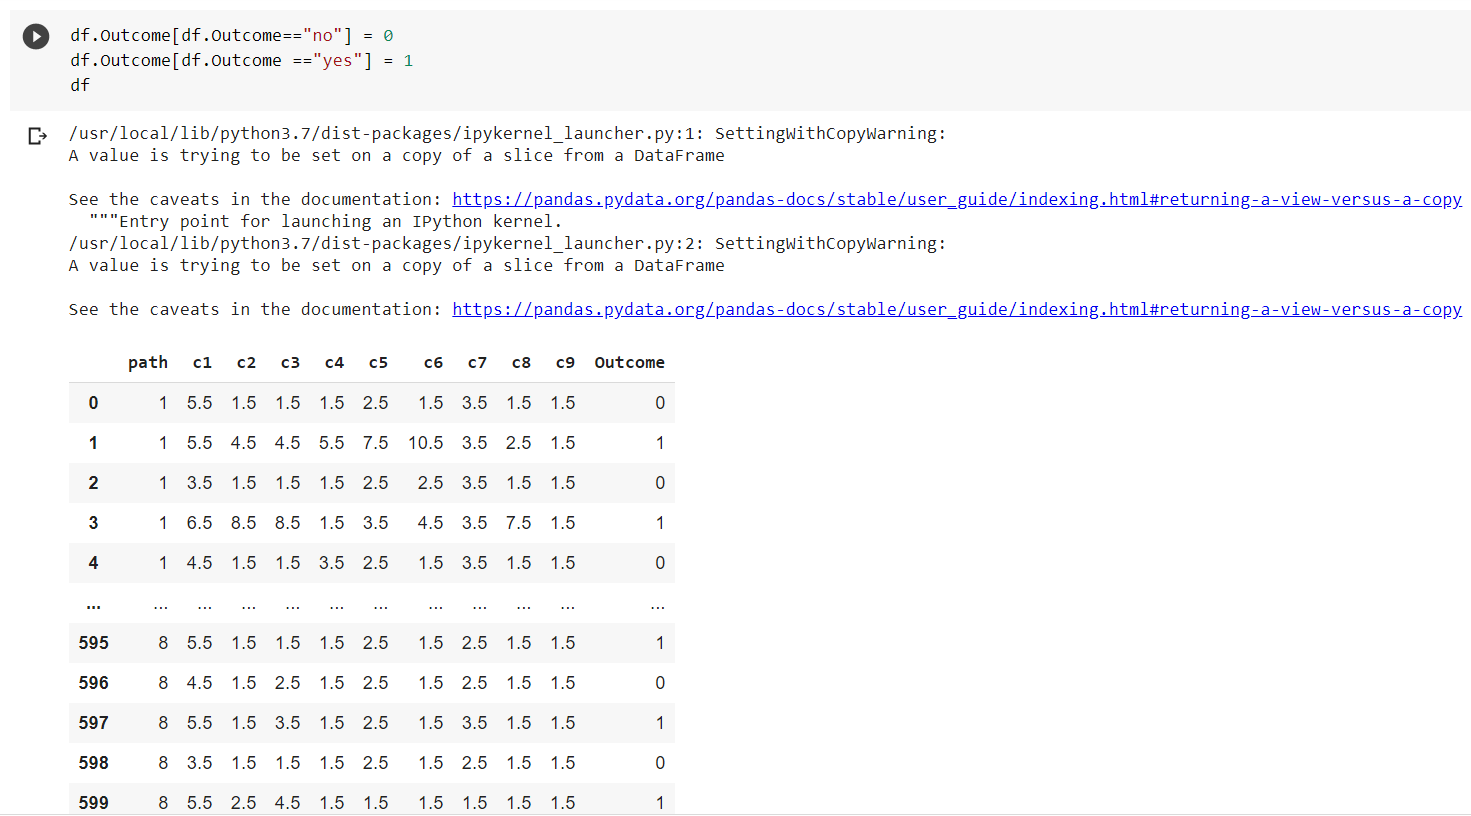 df.Outcome[df.Outcome=="no"] = 0
df.Outcome[df.Outcome =="yes"] = 1
df
/usr/local/lib/python3.7/dist-packages/ipykernel_launcher.py:1: SettingWithCopyWarning:
A value is trying to be set on a copy of a slice from a DataFrame
See the caveats in the documentation: https://pandas.pydata.org/pandas-docs/stable/user_guide/indexing.html#returning-a-view-versus-a-copy
"""Entry point for launching an IPython kernel.
/usr/local/lib/python3.7/dist-packages/ipykernel_launcher.py:2: SettingWithCopyWarning:
A value is trying to be set on a copy of a slice from a DataFrame
See the caveats in the documentation: https://pandas.pydata.org/pandas-docs/stable/user_guide/indexing.html#returning-a-view-versus-a-copy
path c1 c2 c3 c4 c5 c6 c7 c8 c9 Outcome
0 1 5.5 1.5 1.5 1.5 2.5 1.5 3.5 1.5 1.5 0
1 1 5.5 4.5 4.5 5.5 7.5 10.5 3.5 2.5 1.5 1
2 1 3.5 1.5 1.5 1.5 2.5 2.5 3.5 1.5 1.5 0
3 1 6.5 8.5 8.5 1.5 3.5 4.5 3.5 7.5 1.5 1
4 1 4.5 1.5 1.5 3.5 2.5 1.5 3.5 1.5 1.5 0
... ... ... ... ... ... ... ... ... ... ... ...
595 8 5.5 1.5 1.5 1.5 2.5 1.5 2.5 1.5 1.5 1
596 8 4.5 1.5 2.5 1.5 2.5 1.5 2.5 1.5 1.5 0
597 8 5.5 1.5 3.5 1.5 2.5 1.5 3.5 1.5 1.5 1
598 8 3.5 1.5 1.5 1.5 2.5 1.5 2.5 1.5 1.5 0
599 8 5.5 2.5 4.5 1.5 1.5 1.5 1.5 1.5 1.5 1